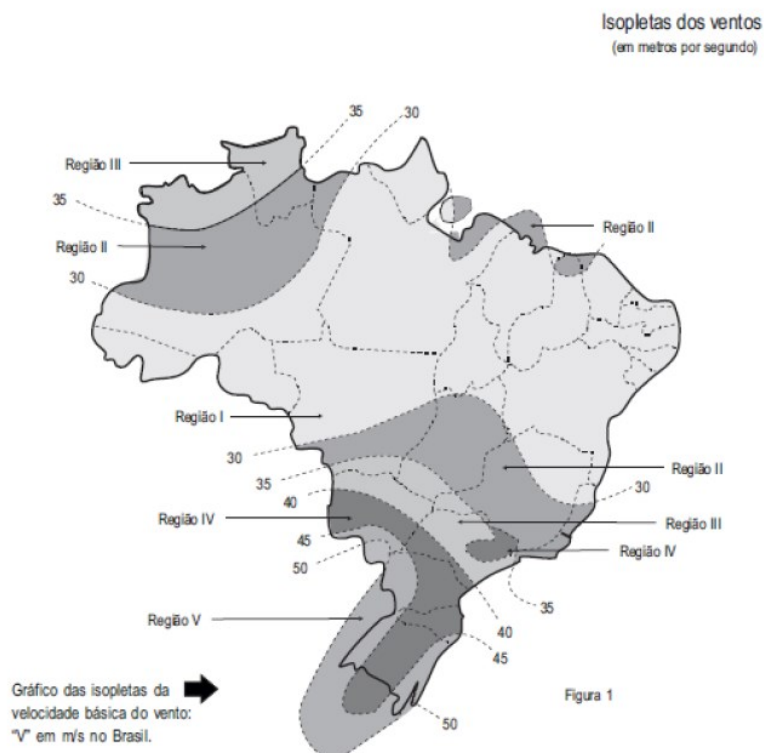 Isopletas dos ventos
(em metros por segundo)
35
30
Região III
35
Região II
Região II
30
Região I
30
Região II
35
30
40
Região IV
Região III
45
Região IV
50
35
Região V
40
45
Gráfico das isopletas da
velocidade básica do vento:
"V" em m/s no Brasil.
Figura 1
50